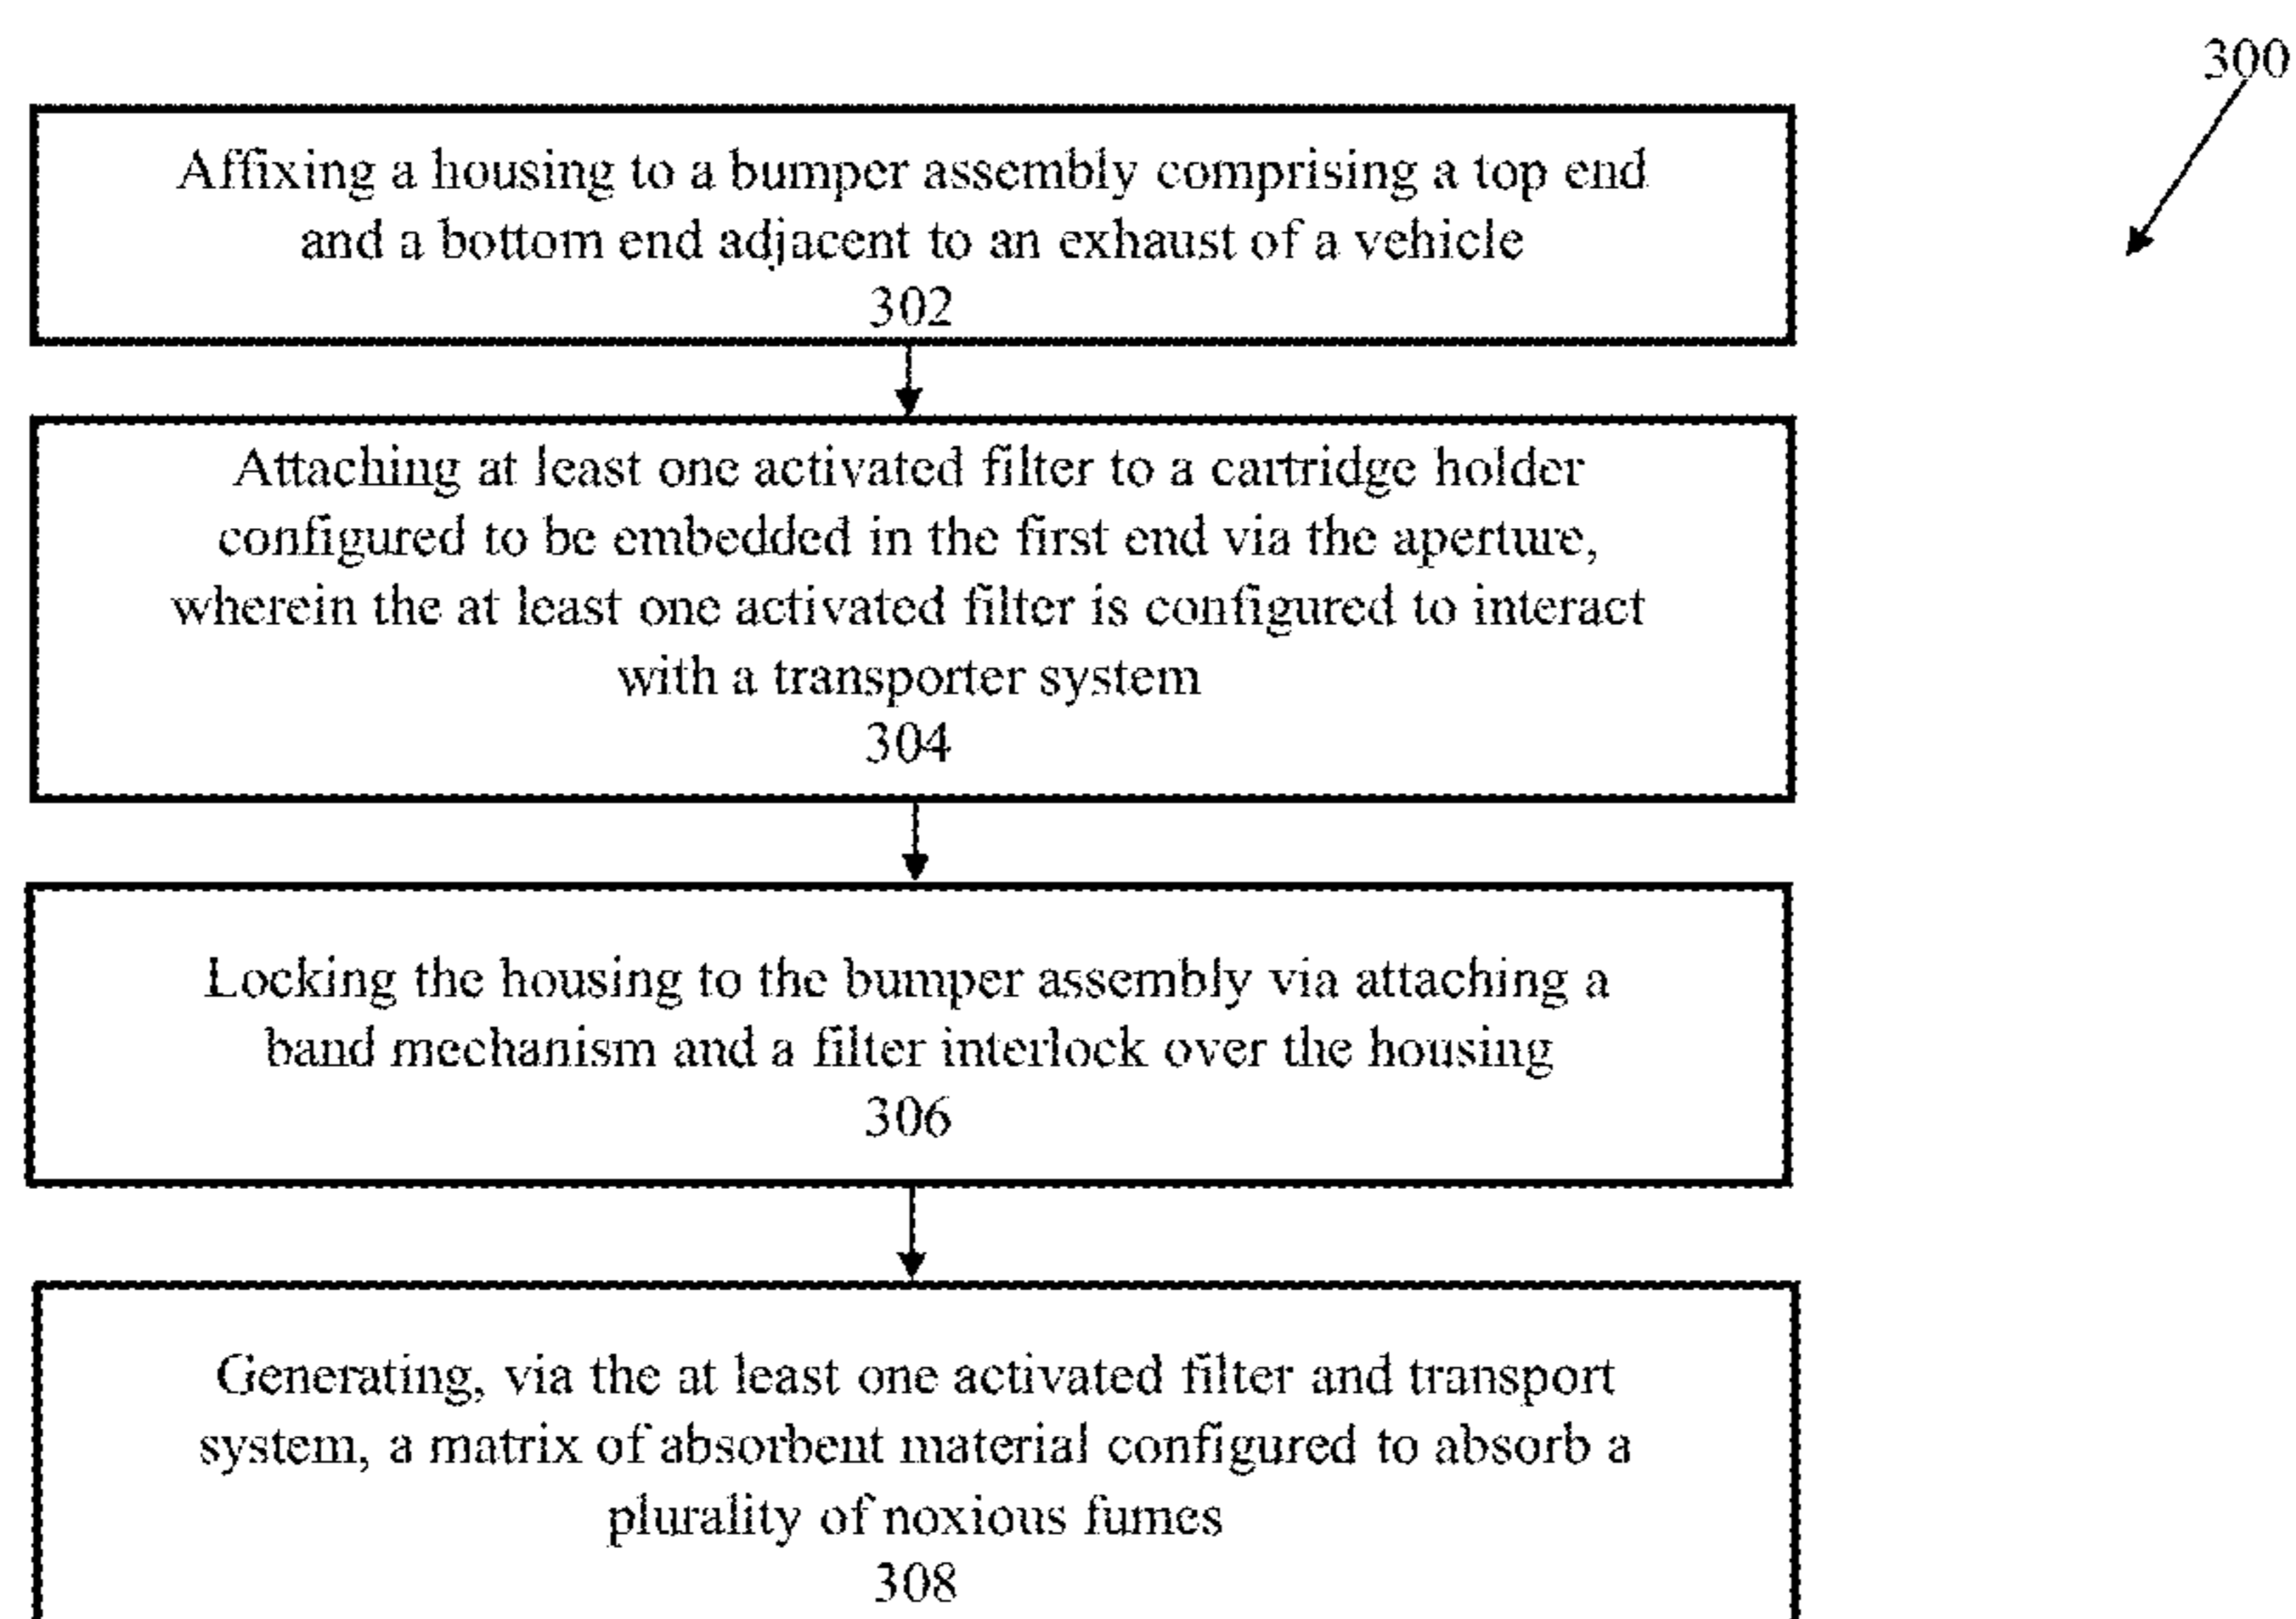 300
Affixing a housing to a bumper assembly comprising a top end
and a bottom end adjacent to an exhaust of a vehicle
302
Attaching at least one activated filter to a cartridge holder
configured to be embedded in the first end via the aperture,
wherein the at least one activated filter is configured to interact
with a transporter system
304
Locking the housing to the bumper assembly via attaching a
band mechanism and a filter interlock over the housing
306
Generating, via the at least one activated filter and transport
system, a matrix of absorbent material configured to absorb a
plurality of noxious fumes
308